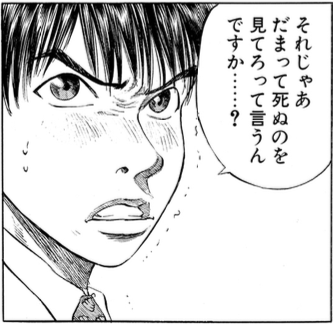 それじゃあ
だまって死ぬのを
見てろって言うん
ですか……?